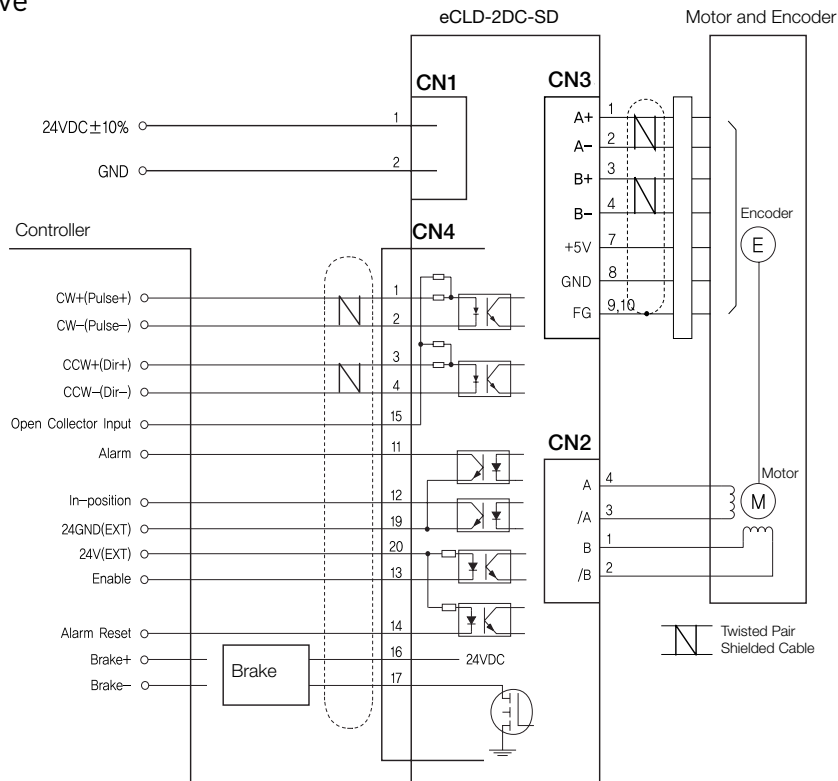 ve
eCLD-2DC-SD
Motor and Encoder
CN1
CN3
24VDC±10%
1
GND
2
A+
1
A−
2
B+
3
B−
4
+5V
7
GND
8
FG
9,10
Encoder
E
Controller
CN4
CW+(Pulse+)
1
CW−(Pulse−)
2
CCW+(Dir+)
3
CCW−(Dir−)
4
Open Collector Input
15
Alarm
11
In−position
12
24GND(EXT)
19
24V(EXT)
20
Enable
13
Alarm Reset
14
Brake+
16
24VDC
Brake−
17
Brake
CN2
A
4
/A
3
B
1
/B
2
Motor
M
N
Twisted Pair
Shielded Cable